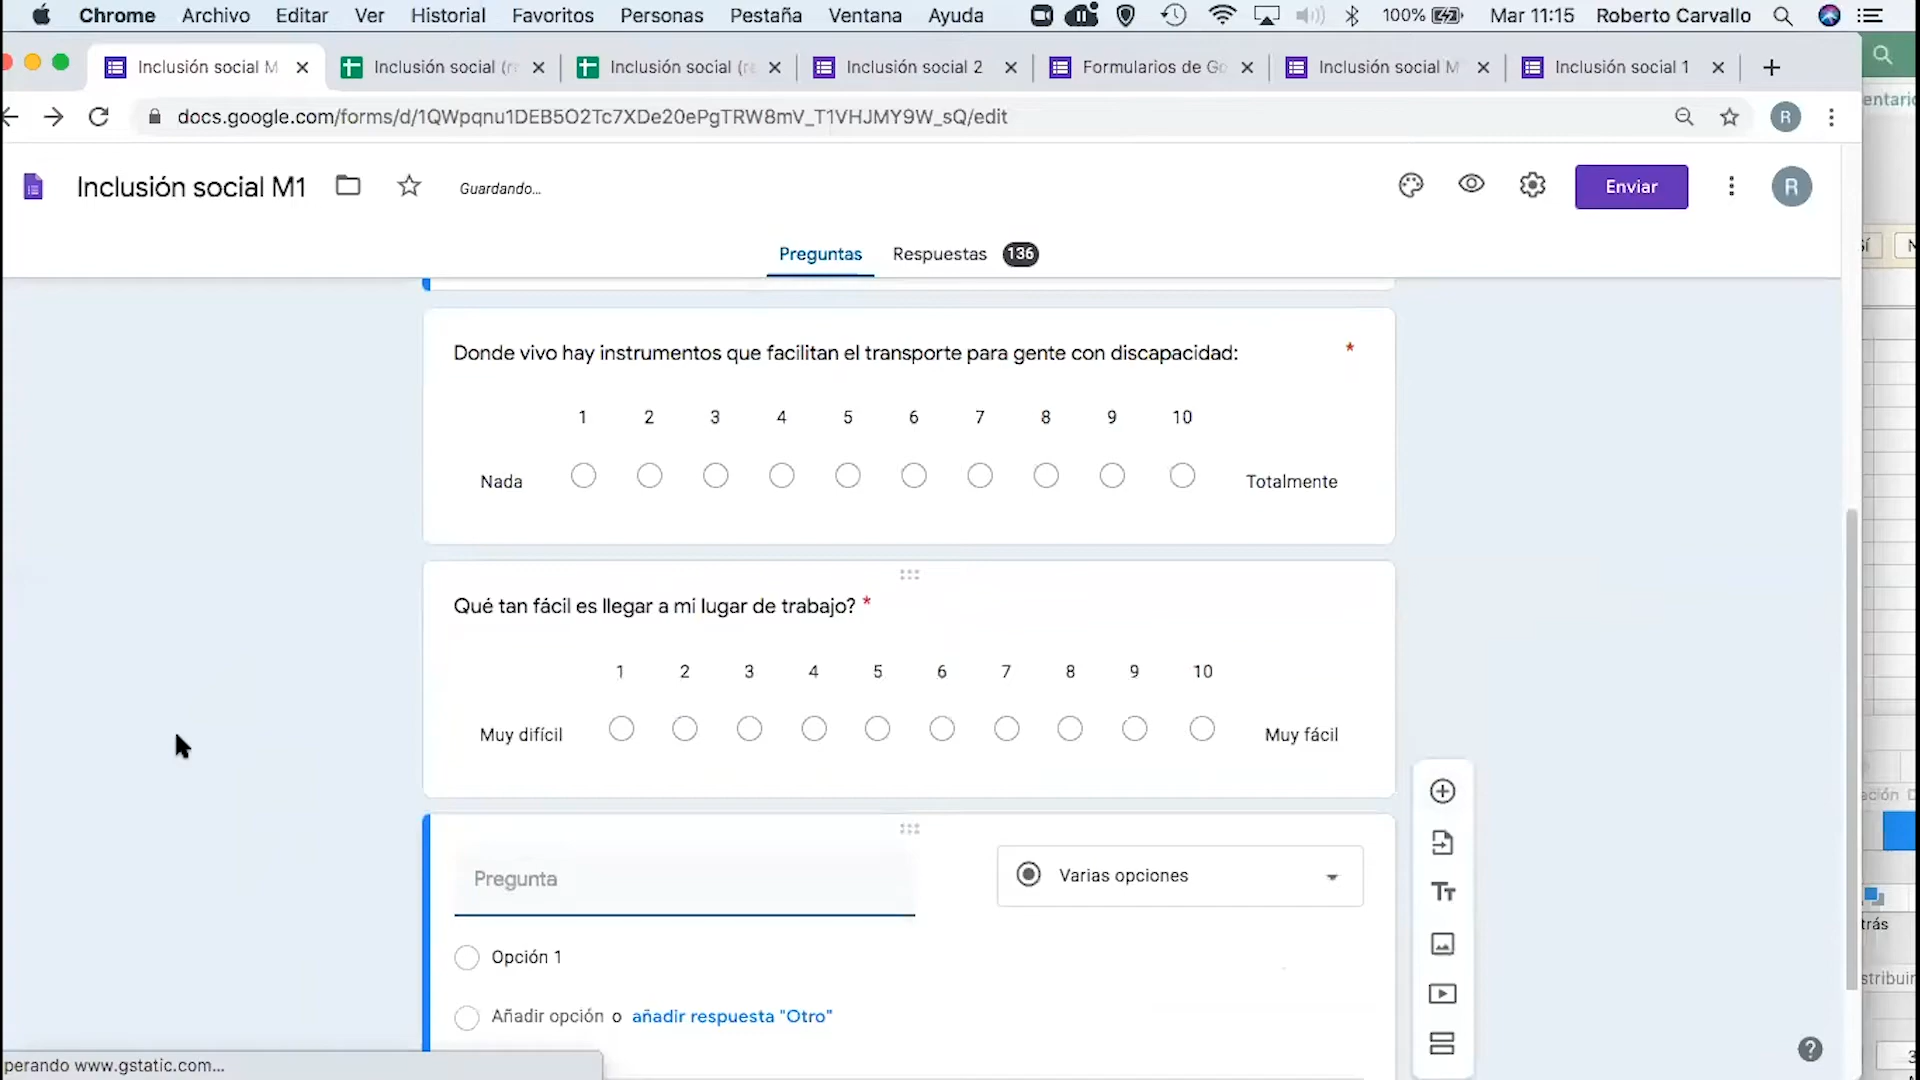 Chrome Archivo Editar Ver Historial Favoritos Personas Pestaña Ventana Ayuda 100% Mar 11:15 Roberto Carvallo
Inclusión social M Inclusión social (r Inclusión social (r Inclusión social 2 Formularios de Go Inclusión social M Inclusión social 1
docs.google.com/forms/d/1QWpqnu1DEB5O2Tc7XDe20ePgTRW8mV_T1VHJMY9W_sQ/edit R
Inclusión social M1 Guardando... Enviar R
Preguntas Respuestas 136
Donde vivo hay instrumentos que facilitan el transporte para gente con discapacidad: *
1 2 3 4 5 6 7 8 9 10
Nada Totalmente
Qué tan fácil es llegar a mi lugar de trabajo? *
1 2 3 4 5 6 7 8 9 10
Muy difícil Muy fácil
Pregunta Varias opciones
Tт
trás
Opción 1
stribuir
Añadir opción o añadir respuesta "Otro"
perando www.gstatic.com...